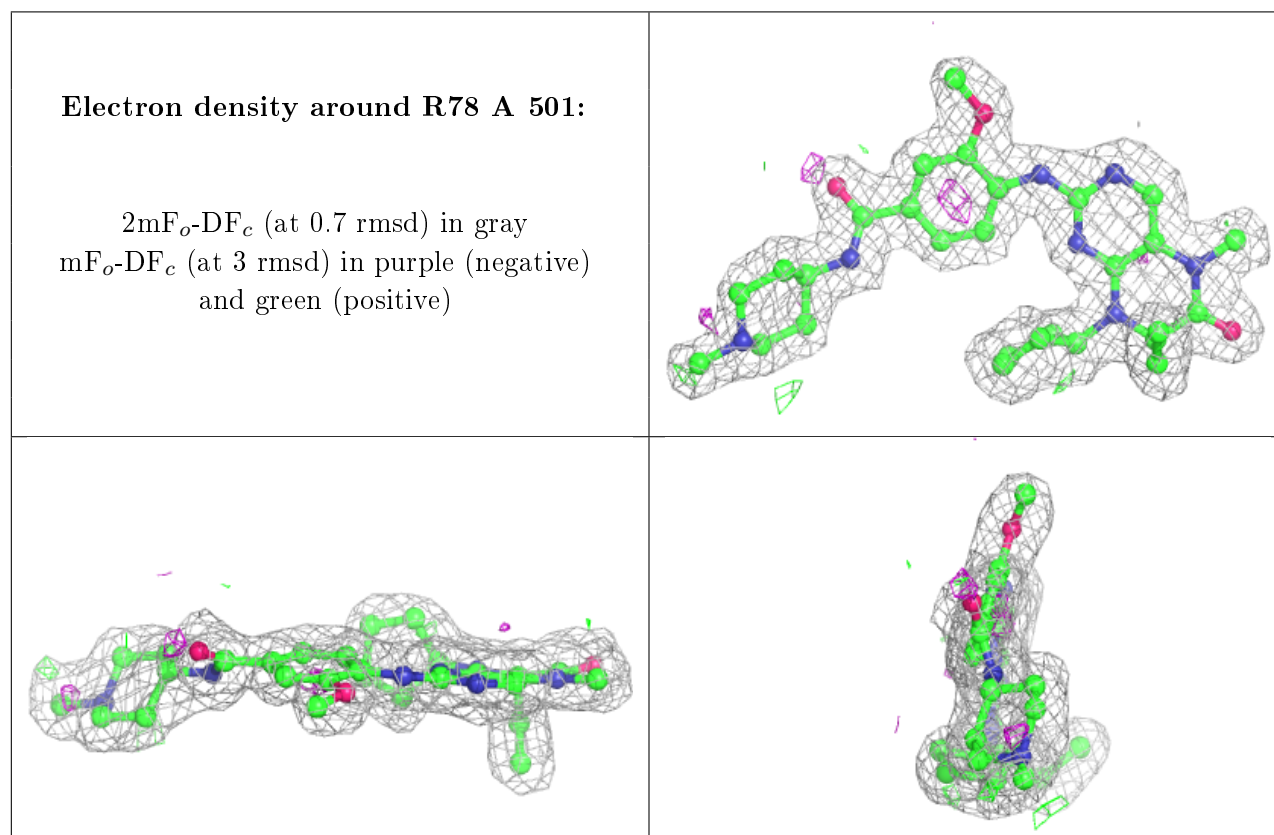 Electron density around R78 A 501:
2mFo-DFc (at 0.7 rmsd) in gray
mFo-DFc (at 3 rmsd) in purple (negative)
and green (positive)